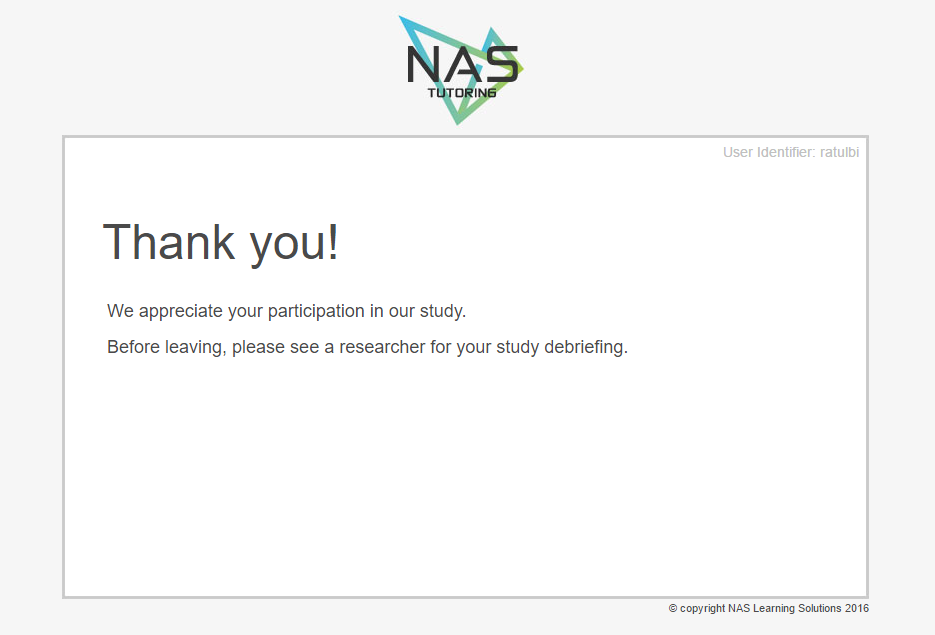 NAS
TUTORING
User Identifier: ratulbi
Thank you!
We appreciate your participation in our study.
Before leaving, please see a researcher for your study debriefing.
© copyright NAS Learning Solutions 2016